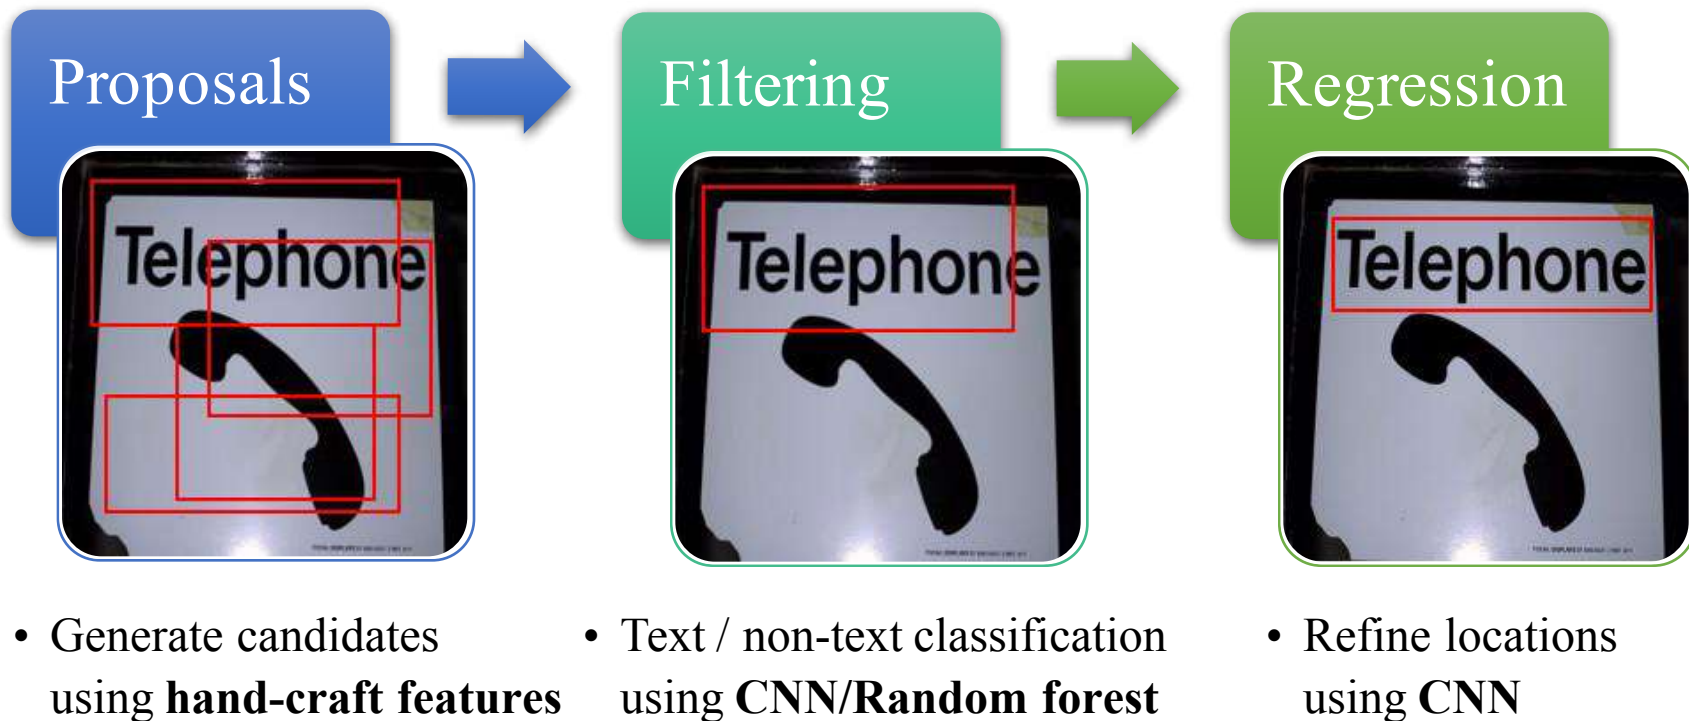 Proposals
Filtering
Regression
Telephone
Telephone
Telephone
• Generate candidates
using hand-craft features
• Text / non-text classification
using CNN/Random forest
• Refine locations
using CNN